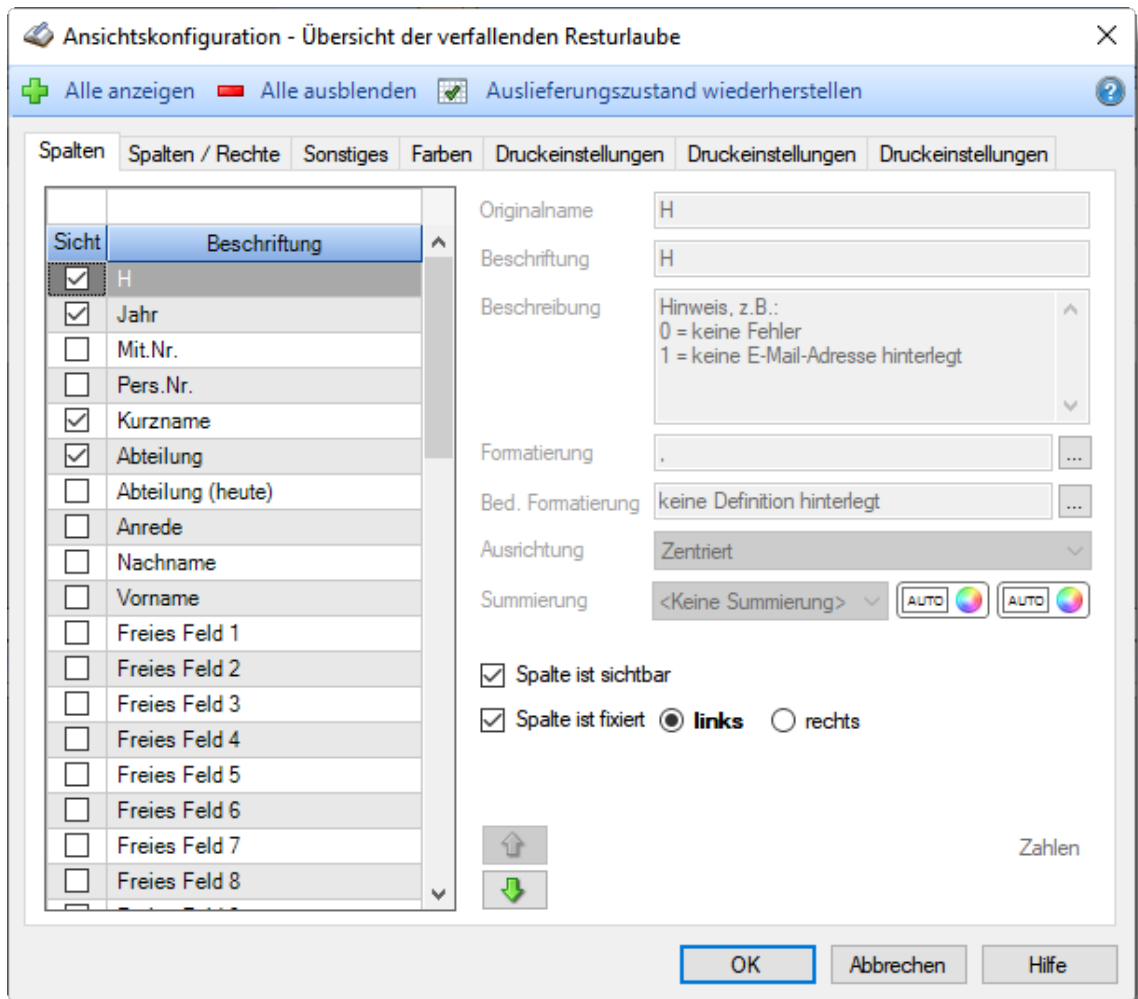 Ansichtskonfiguration - Übersicht der verfallenden Resturlaube
Alle anzeigen Alle ausblenden Auslieferungszustand wiederherstellen
Spalten Spalten / Rechte Sonstiges Farben Druckeinstellungen Druckeinstellungen Druckeinstellungen
Sicht Beschriftung
H
Jahr
Mit.Nr.
Pers.Nr.
Kurzname
Abteilung
Abteilung (heute)
Anrede
Nachname
Vorname
Freies Feld 1
Freies Feld 2
Freies Feld 3
Freies Feld 4
Freies Feld 5
Freies Feld 6
Freies Feld 7
Freies Feld 8
Originalname H
Beschriftung H
Beschreibung Hinweis, z.B.:
0 = keine Fehler
1 = keine E-Mail-Adresse hinterlegt
Formatierung , ...
Bed. Formatierung keine Definition hinterlegt ...
Ausrichtung Zentriert
Summierung <Keine Summierung> AUTO AUTO
Spalte ist sichtbar
Spalte ist fixiert links rechts
Zahlen
OK Abbrechen Hilfe